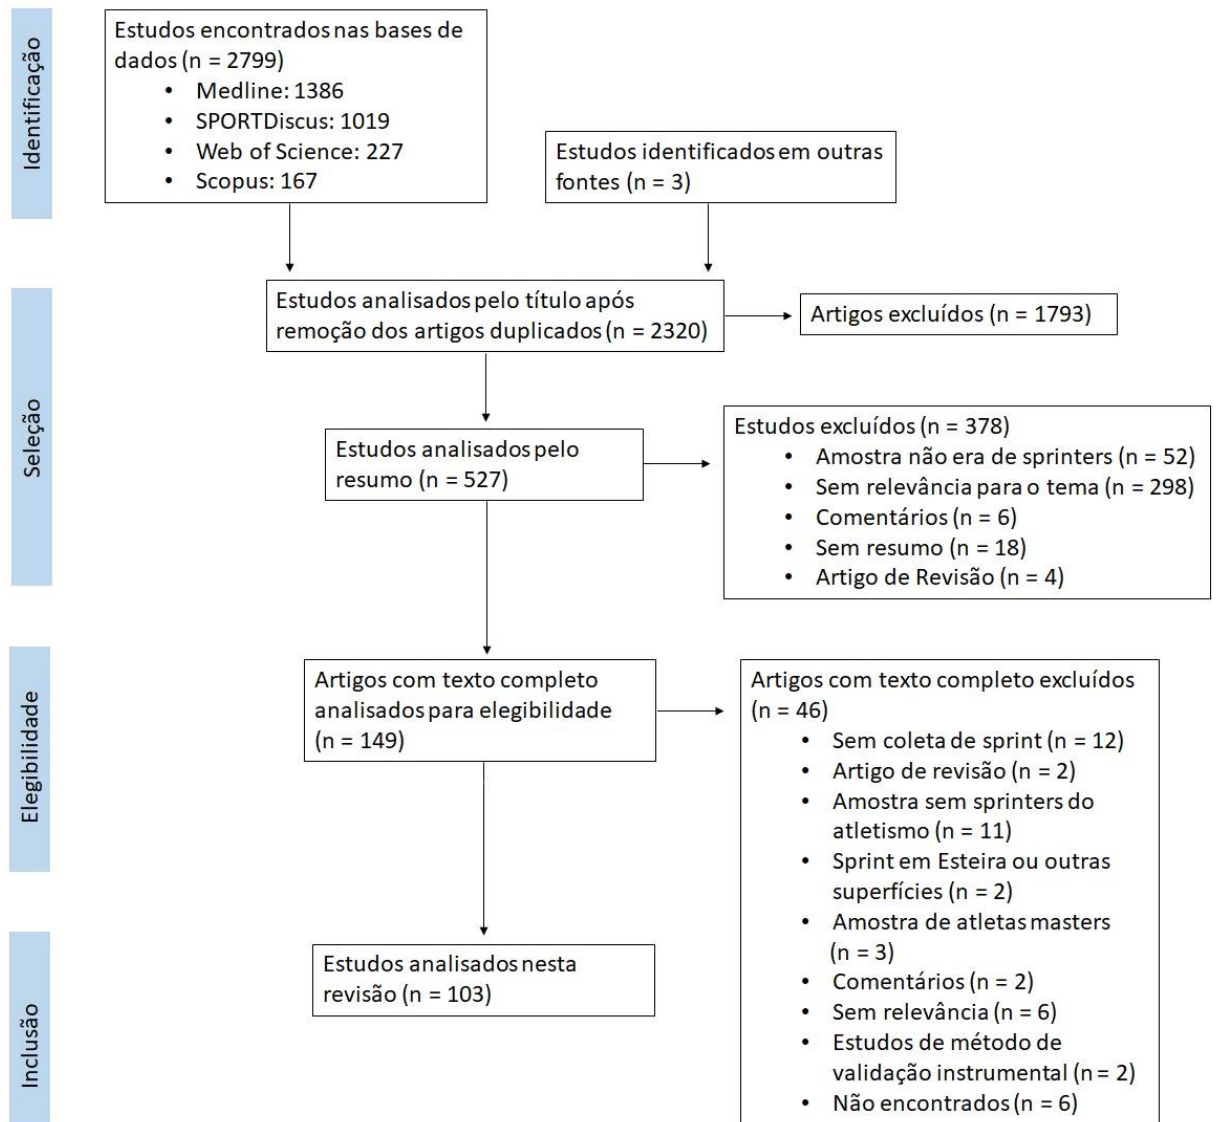 Identificação
Estudos encontrados nas bases de
dados (n = 2799)
• Medline: 1386
• SPORTDiscus: 1019
• Web of Science: 227
• Scopus: 167
Estudos identificados em outras
fontes (n = 3)
Seleção
Estudos analisados pelo título após
remoção dos artigos duplicados (n = 2320)
Artigos excluídos (n = 1793)
Estudos analisados pelo
resumo (n = 527)
Estudos excluídos (n = 378)
• Amostra não era de sprinters (n = 52)
• Sem relevância para o tema (n = 298)
• Comentários (n = 6)
• Sem resumo (n = 18)
• Artigo de Revisão (n = 4)
Elegibilidade
Artigos com texto completo
analisados para elegibilidade
(n = 149)
Artigos com texto completo excluídos
(n = 46)
• Sem coleta de sprint (n = 12)
• Artigo de revisão (n = 2)
• Amostra sem sprinters do
atletismo (n = 11)
• Sprint em Esteira ou outras
superfícies (n = 2)
• Amostra de atletas masters
(n = 3)
• Comentários (n = 2)
• Sem relevância (n = 6)
• Estudos de método de
validação instrumental (n = 2)
• Não encontrados (n = 6)
Inclusão
Estudos analisados nesta
revisão (n = 103)